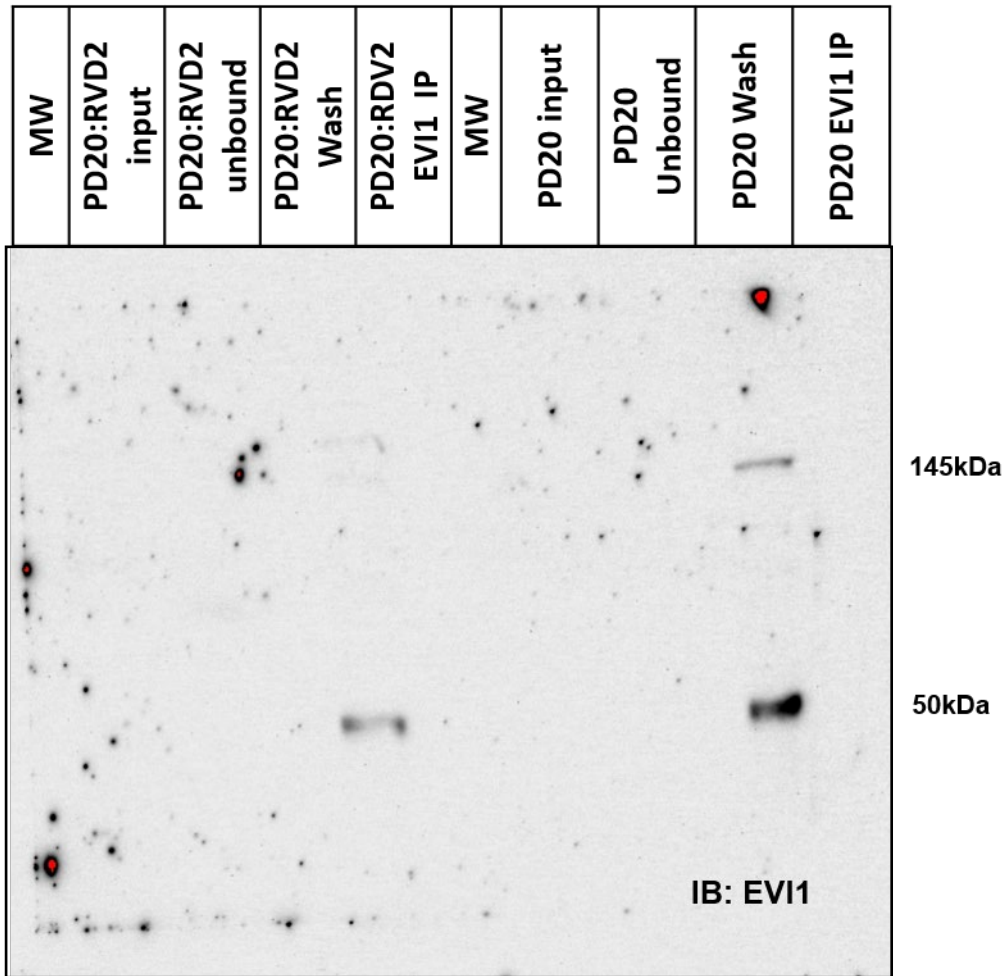 MW
PD20:RVD2
input
PD20:RVD2
unbound
PD20:RVD2
Wash
PD20:RDV2
EVI1 IP
MW
PD20 input
PD20
Unbound
PD20 Wash
PD20 EVI1 IP
145kDa
50kDa
IB: EVI1